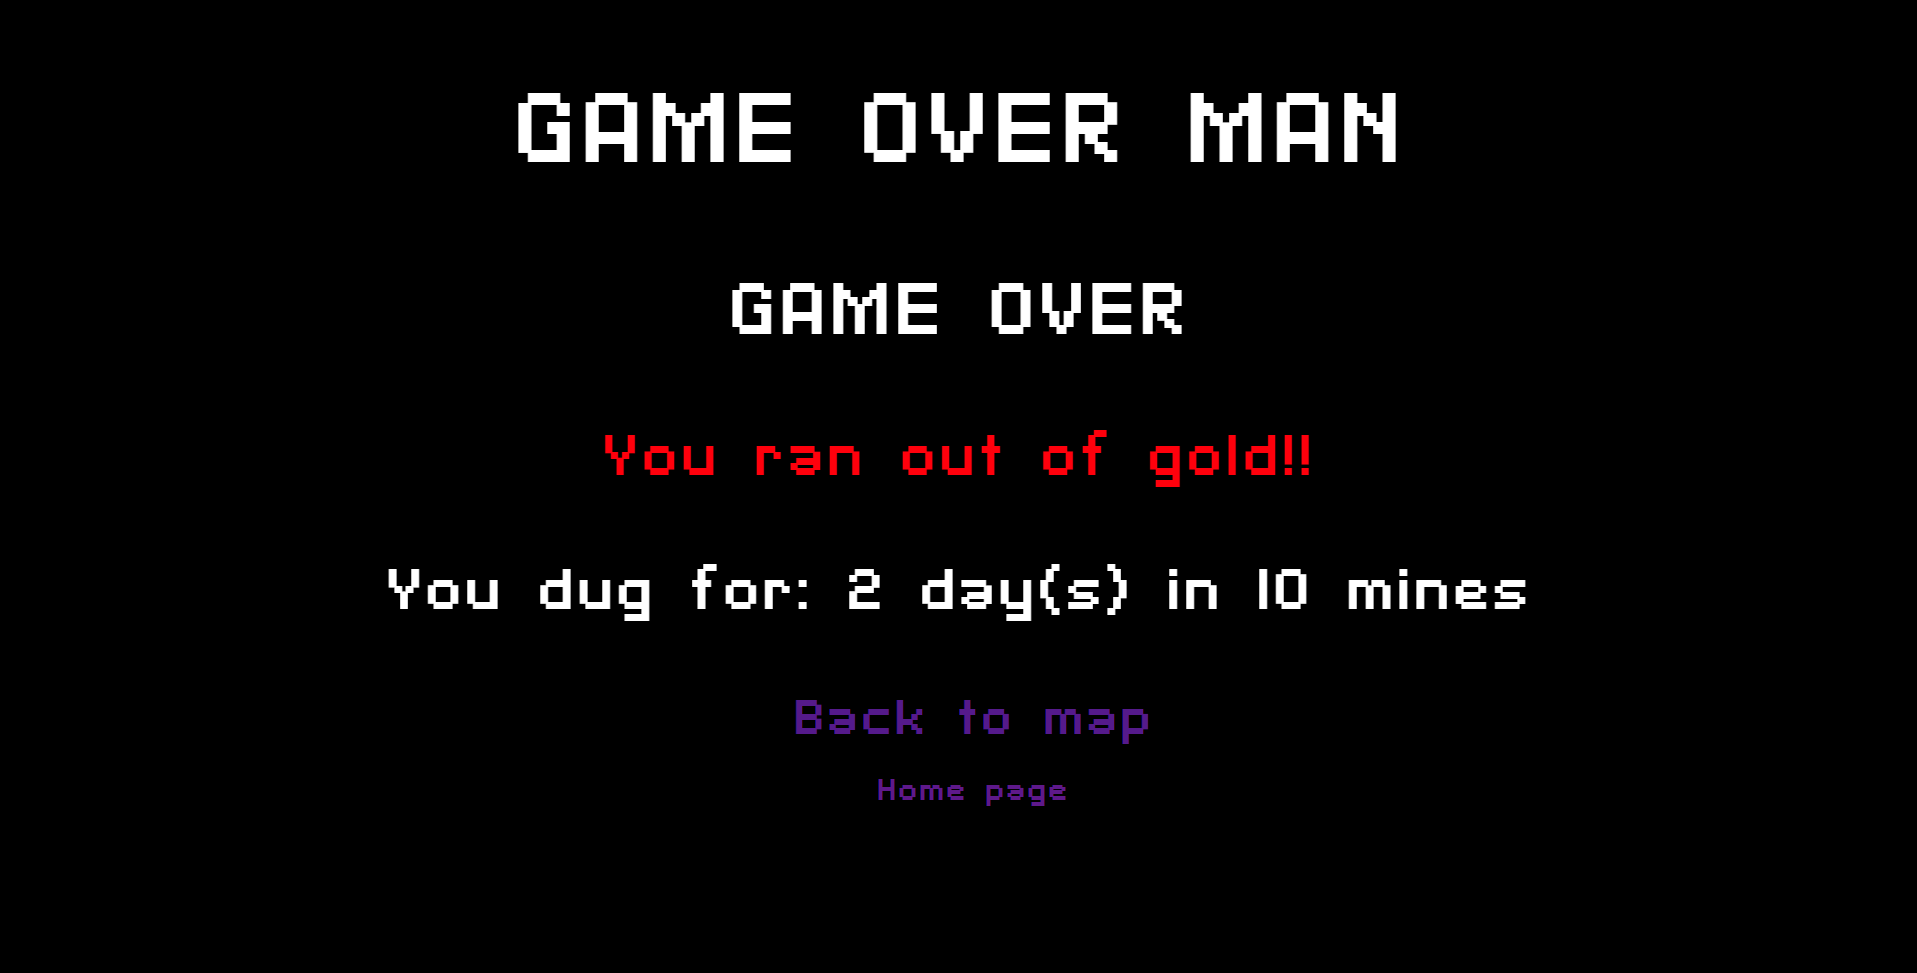 GAME OVER MAN
GAME OVER
You ran out of gold!!
You dug for: 2 day(s) in 10 mines
Back to map
Home page